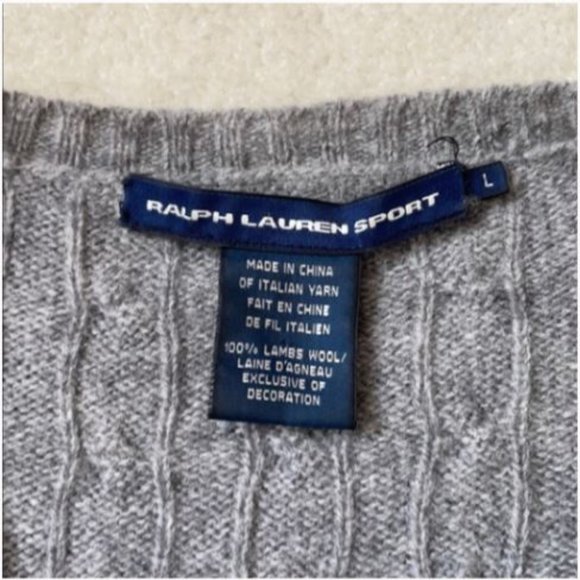 RALPH LAUREN SPORT
L
MADE IN CHINA
OF ITALIAN YARN
FAIT EN CHINE
DE FIL ITALIEN
100% LAMBS WOOL/
LAINE D'AGNEAU
EXCLUSIVE OF
DECORATION